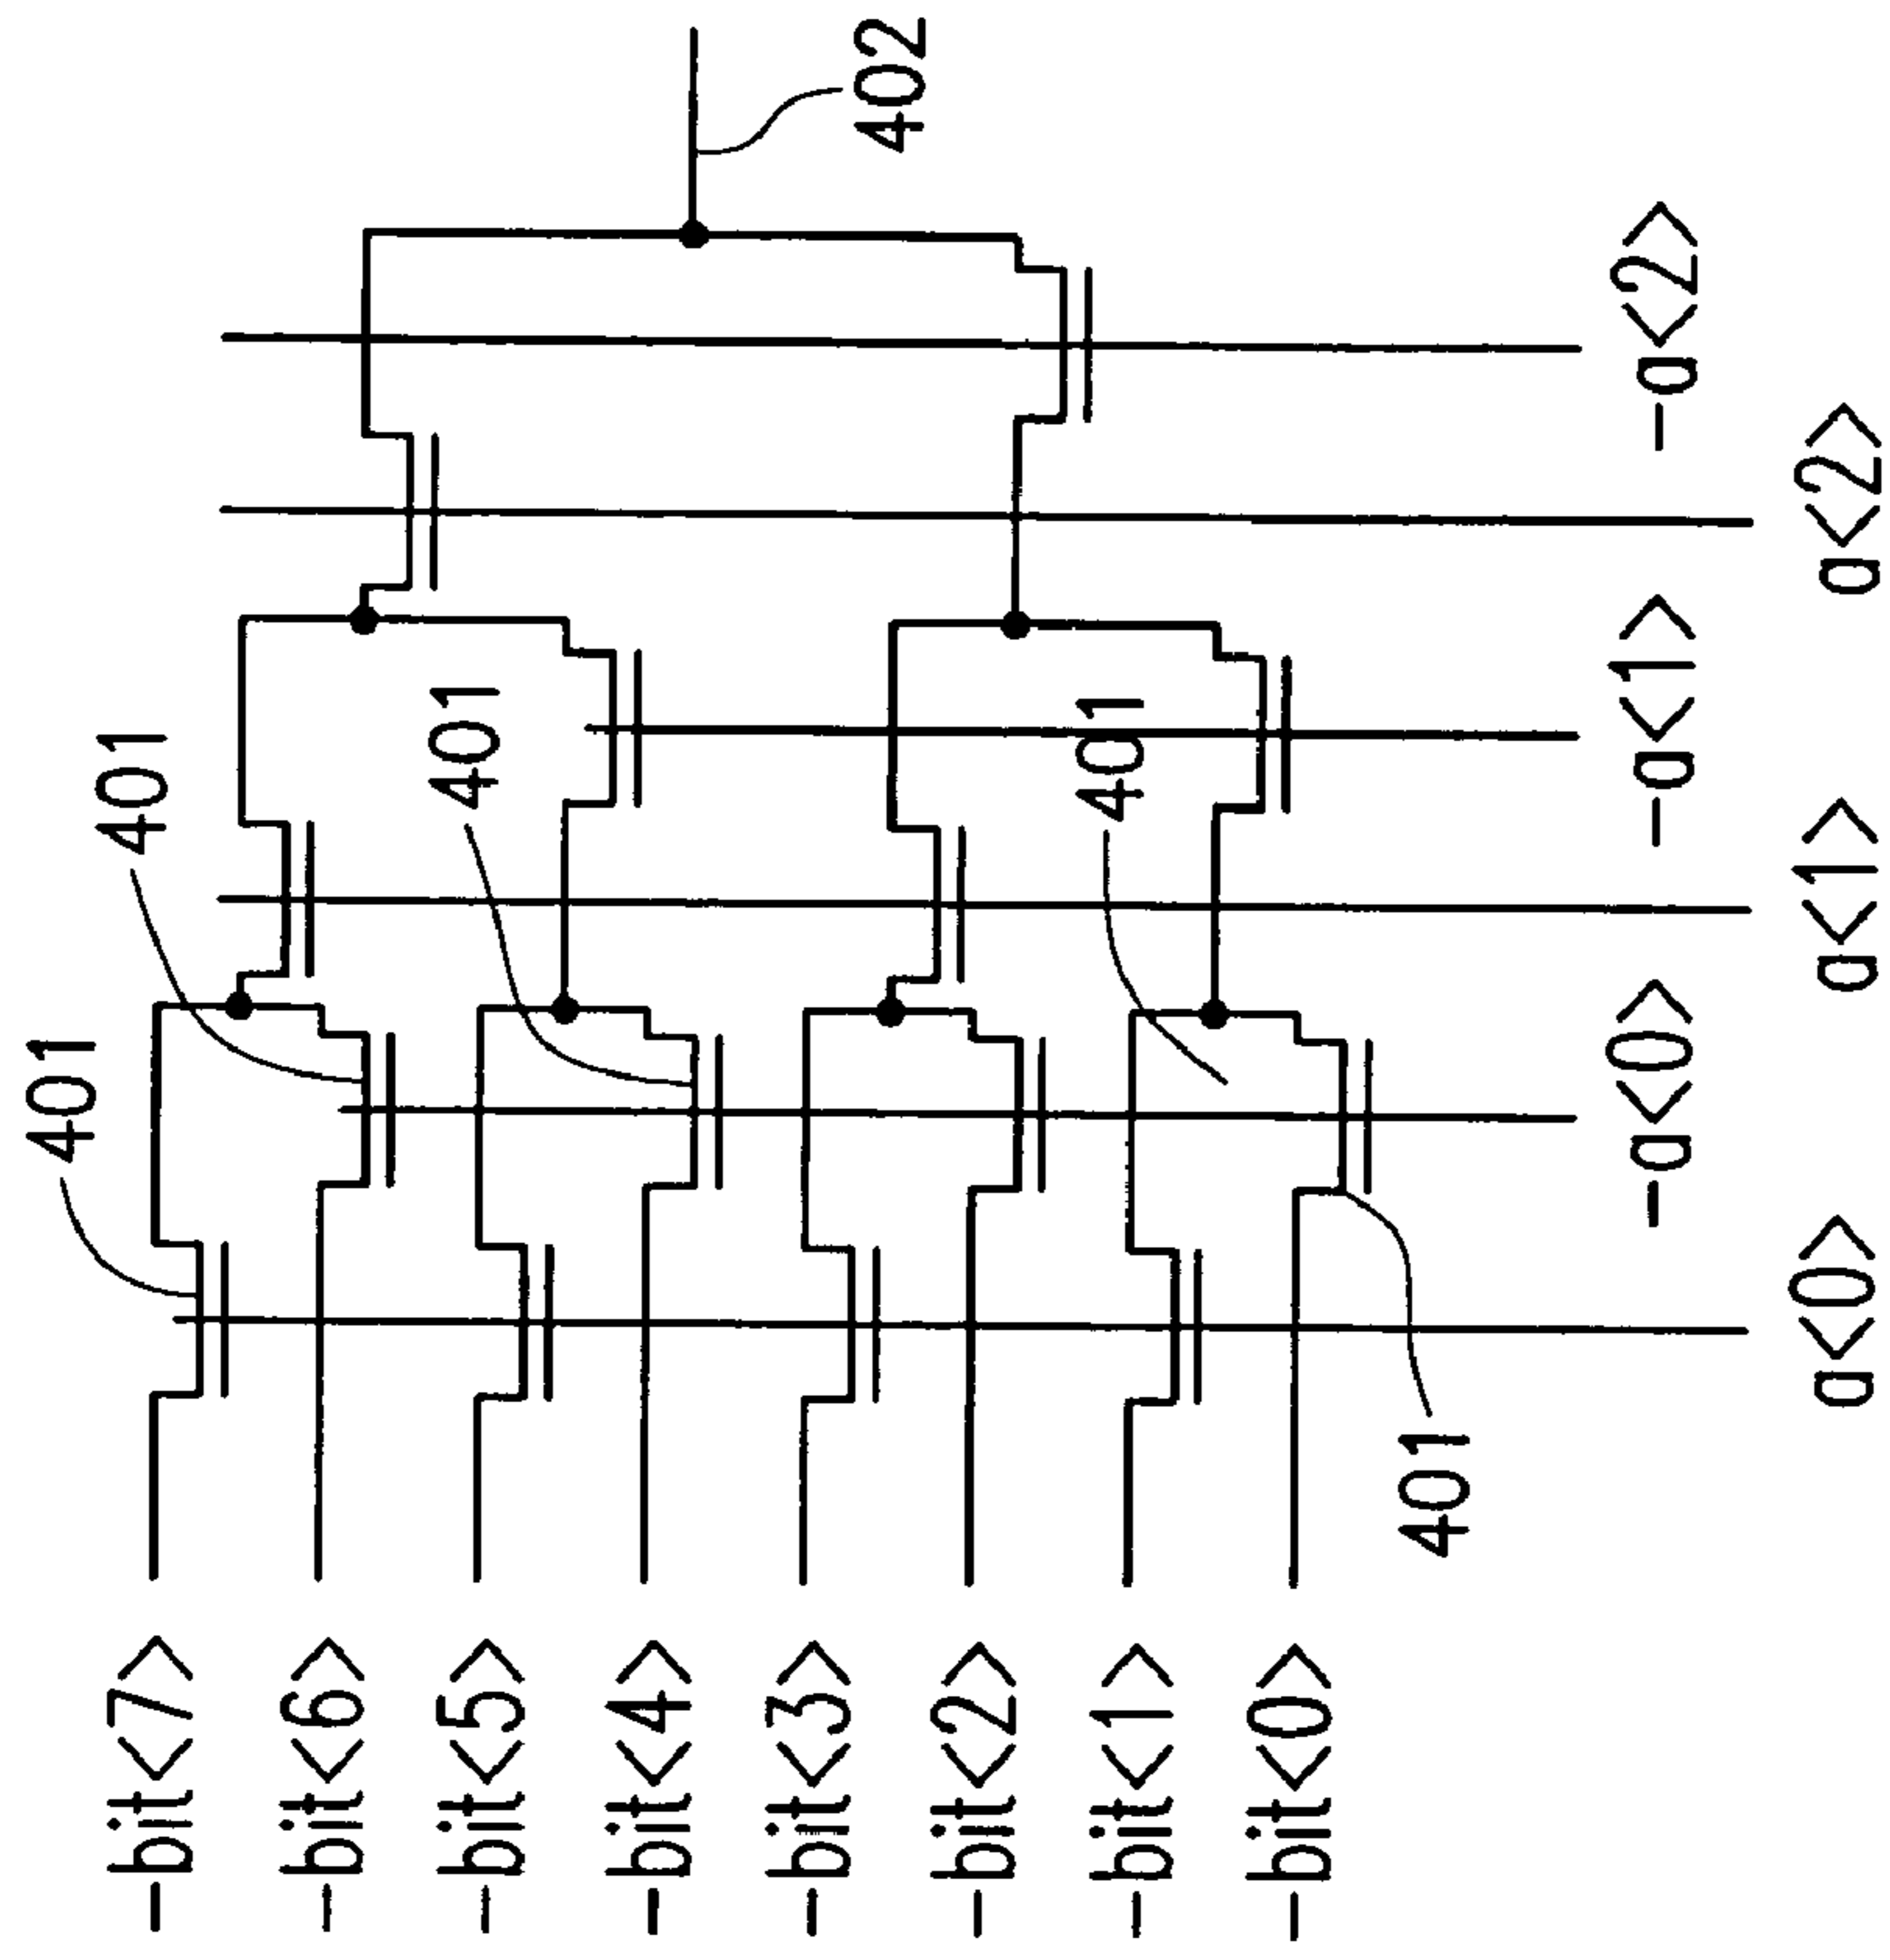 402
401
401
401
401
401
-bit<7>
-bit<6>
-bit<5>
-bit<4>
-bit<3>
-bit<2>
-bit<1>
-bit<0>
a<0>
-a<0>
a<1>
-a<1>
a<2>
-a<2>